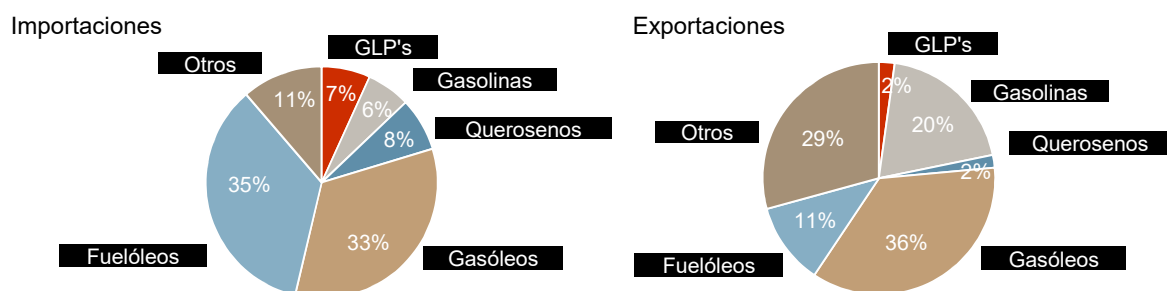 Importaciones
GLP's
Otros
Gasolinas
7%
11%
6%
Querosenos
8%
35%
33%
Fuelóleos
Gasóleos
Exportaciones
GLP's
2%
Gasolinas
20%
Otros
29%
Querosenos
2%
11%
36%
Fuelóleos
Gasóleos